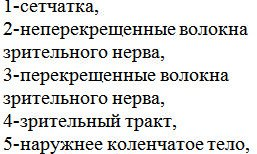 1-сетчатка,
2-неперекрещенные волокна
зрительного нерва,
3-перекрещенные волокна
зрительного нерва,
4-зрительный тракт,
5-наружнее коленчатое тело,